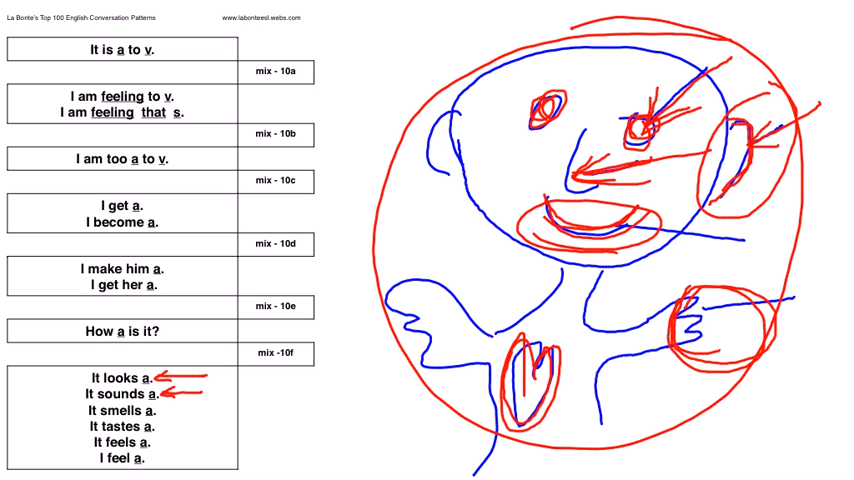 La Bonte's Top 100 English Conversation Patterns
www.labonteesl.webs.com
It is a to v.
mix - 10a
I am feeling to v.
I am feeling that s.
mix - 10b
I am too a to v.
mix - 10c
I get a.
I become a.
mix - 10d
I make him a.
I get her a.
mix - 10e
How a is it?
mix -10f
It looks a.
It sounds a.
It smells a.
It tastes a.
It feels a.
I feel a.